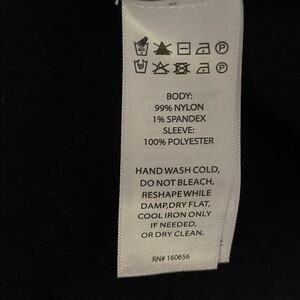 BODY:
99% NYLON
1% SPANDEX
SLEEVE:
100% POLYESTER
HAND WASH COLD,
DO NOT BLEACH,
RESHAPE WHILE
DAMP,DRY FLAT,
COOL IRON ONLY
IF NEEDED,
OR DRY CLEAN.
RN# 160656